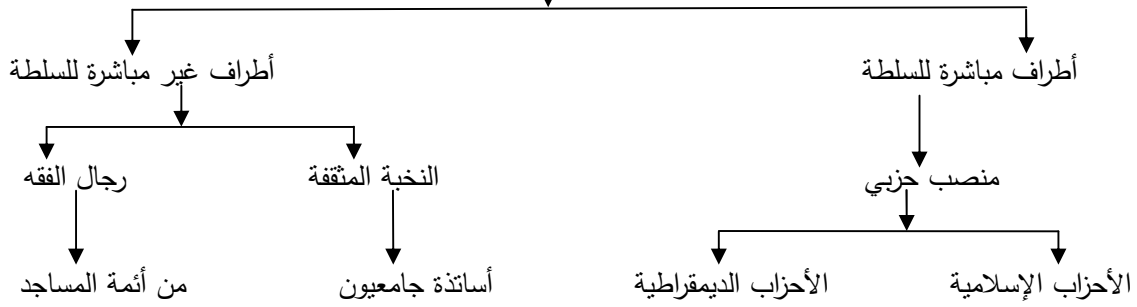 أطراف مباشرة للسلطة
أطراف غير مباشرة للسلطة
منصب حزبي
النخبة المثقفة
رجال الفقه
الأحزاب الإسلامية
الأحزاب الديمقراطية
أساتذة جامعيون
من أئمة المساجد